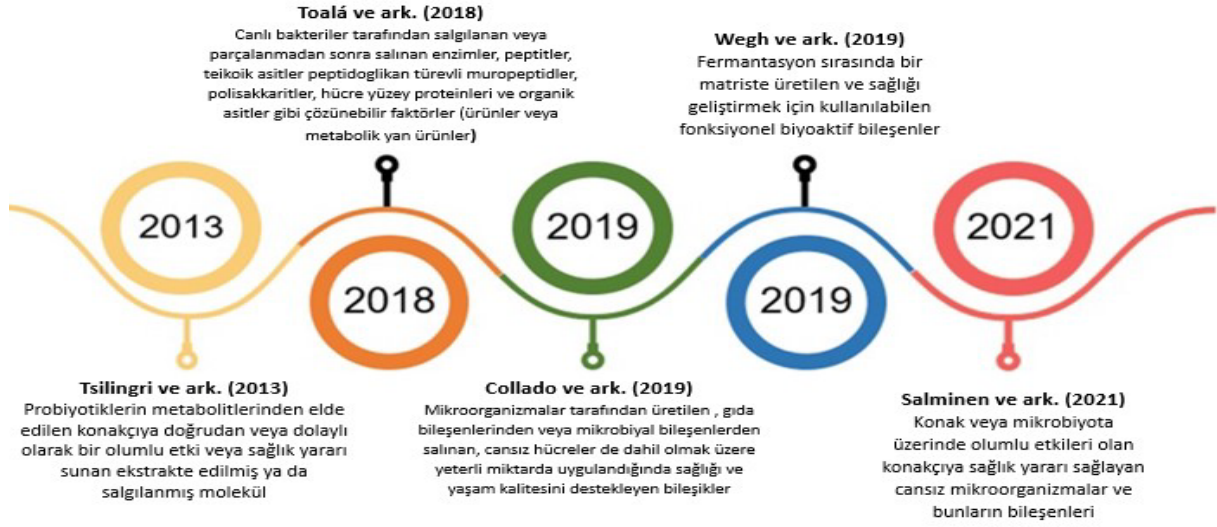 Toalá ve ark. (2018)
Canlı bakteriler tarafından salgılanan veya
parçalanmadan sonra salınan enzimler, peptitler,
teikoik asitler peptidoglikan türevli muropeptidler,
polisakkaritler, hücre yüzey proteinleri ve organik
asitler gibi çözünebilir faktörler (ürünler veya
metabolik yan ürünler)
Wegh ve ark. (2019)
Fermantasyon sırasında bir
matriste üretilen ve sağlığı
geliştirmek için kullanılabilen
fonksiyonel biyoaktif bileşenler
2013
2018
2019
2019
2021
Tsilingri ve ark. (2013)
Probiyotiklerin metabolitlerinden elde
edilen konakçıya doğrudan veya dolaylı
olarak bir olumlu etki veya sağlık yararı
sunan ekstrakte edilmiş ya da
salgılanmış molekül
Collado ve ark. (2019)
Mikroorganizmalar tarafından üretilen , gıda
bileşenlerinden veya mikrobiyal bileşenlerden
salınan, cansız hücreler de dahil olmak üzere
yeterli miktarda uygulandığında sağlığı ve
yaşam kalitesini destekleyen bileşikler
Salminen ve ark. (2021)
Konak veya mikrobiyota
üzerinde olumlu etkileri olan
konakçıya sağlık yararı sağlayan
cansız mikroorganizmalar ve
bunların bileşenleri